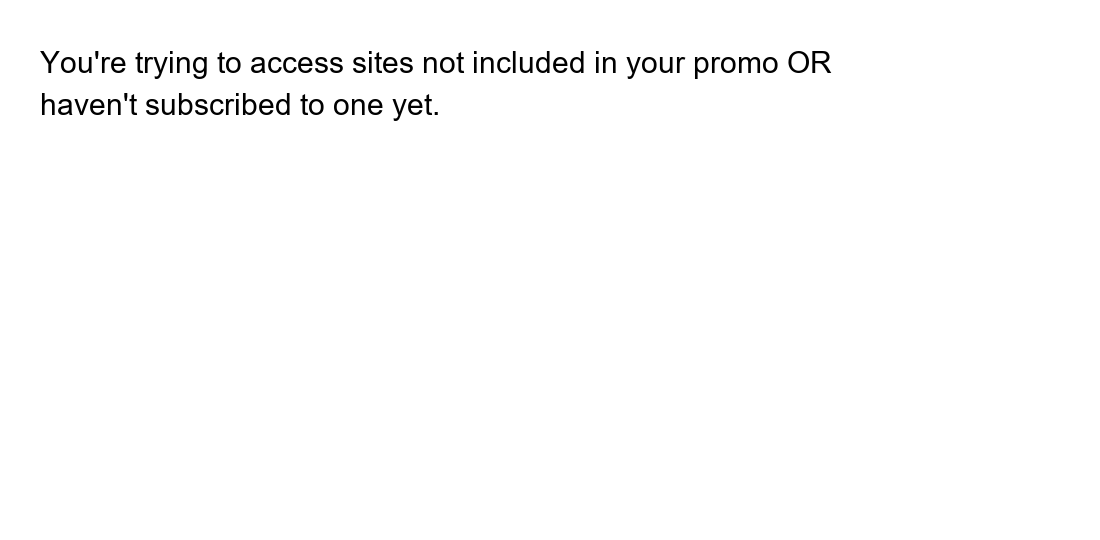 You're trying to access sites not included in your promo OR
haven't subscribed to one yet.